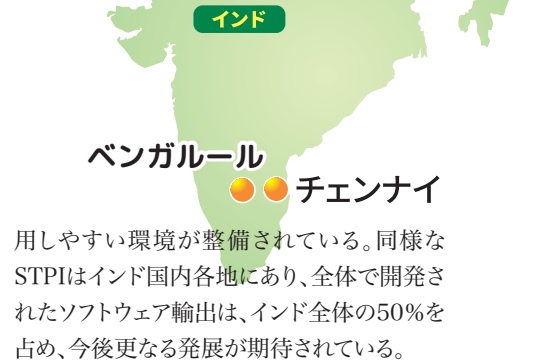 インド
ベンガルール
チェンナイ
用しやすい環境が整備されている。同様な
STPIはインド国内各地にあり、全体で開発さ
れたソフトウェア輸出は、インド全体の50%を
占め、今後更なる発展が期待されている。